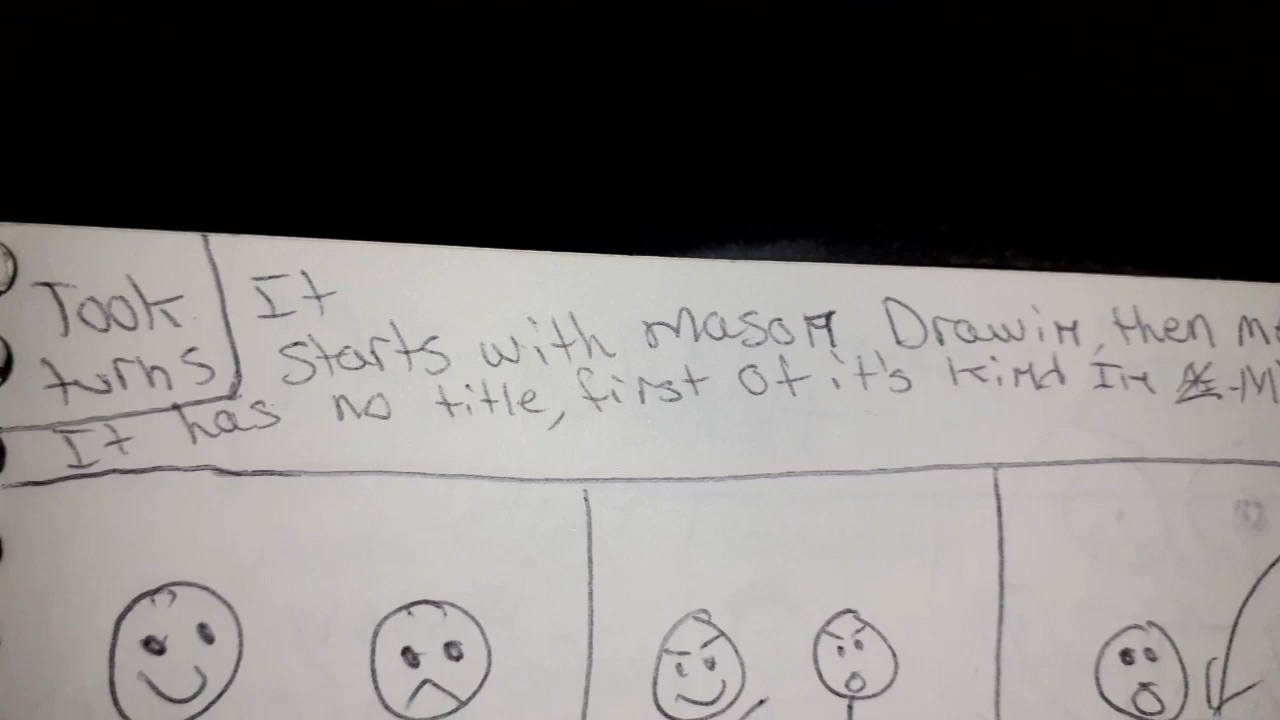 Took
turns
It
starts with mason Drawin, then
It has no title, first of it's kind In